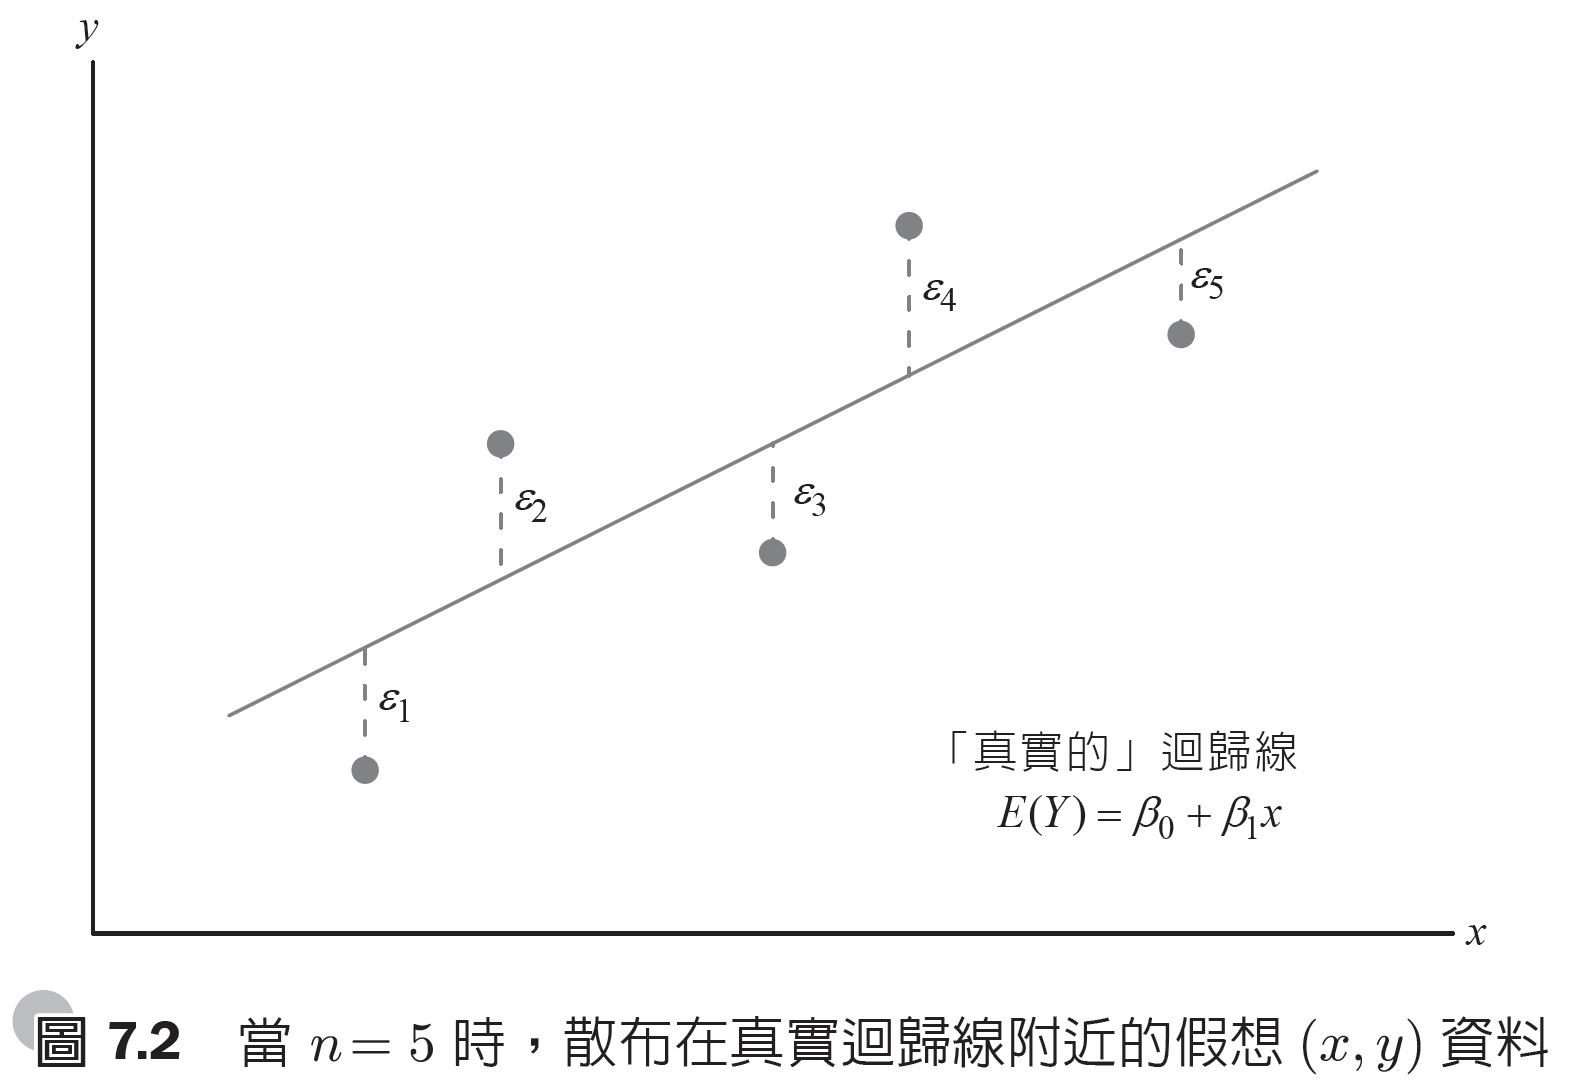 y
ε4
ε5
ε2
ε3
ε1
「真實的」迴歸線
E(Y) = β0 + β1x
x
圖 7.2 當 n = 5 時，散布在真實迴歸線附近的假想 (x, y) 資料